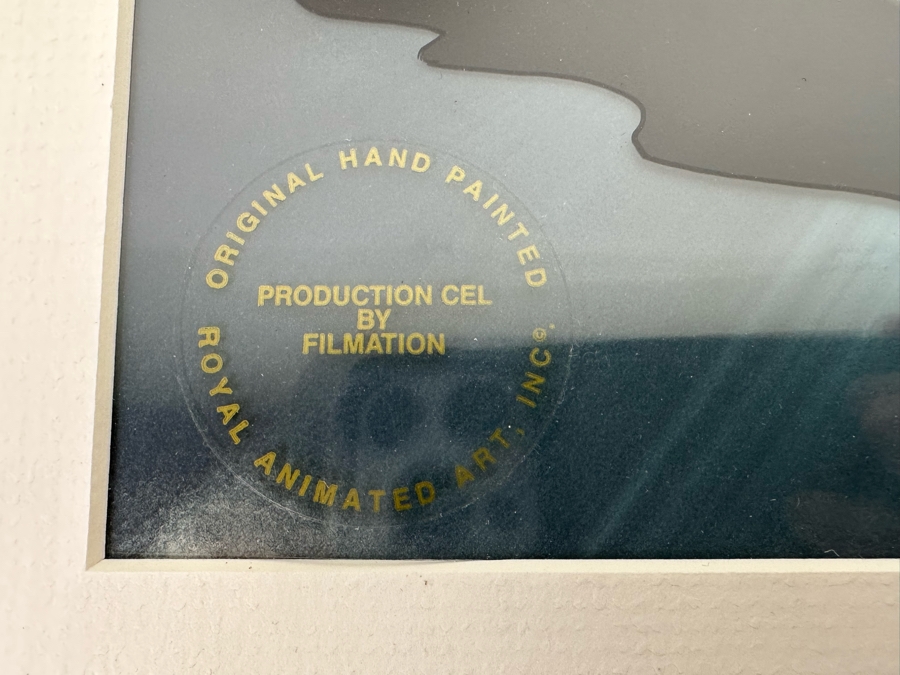 ORIGINAL HAND PAINTED
PRODUCTION CEL
BY
FILMATION
ROYAL ANIMATED ART, INC©.